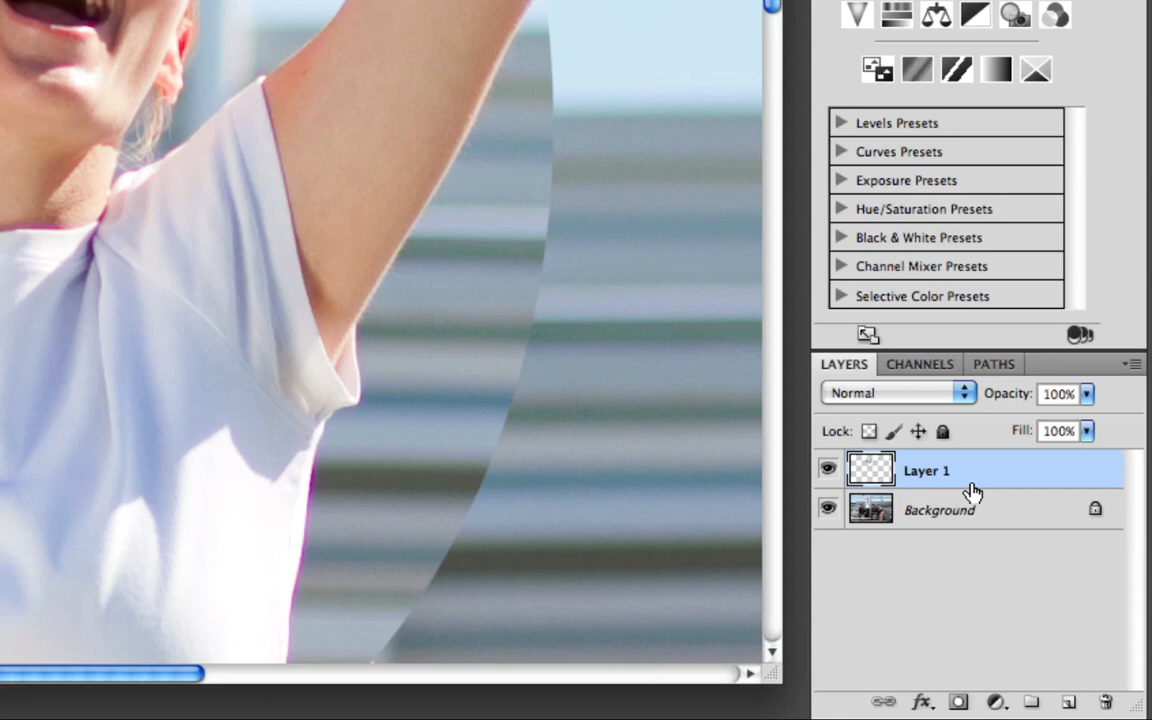 Levels Presets
Curves Presets
Exposure Presets
Hue/Saturation Presets
Black & White Presets
Channel Mixer Presets
Selective Color Presets
LAYERS CHANNELS PATHS
Normal Opacity: 100%
Lock: Fill: 100%
Layer 1
Background
fx